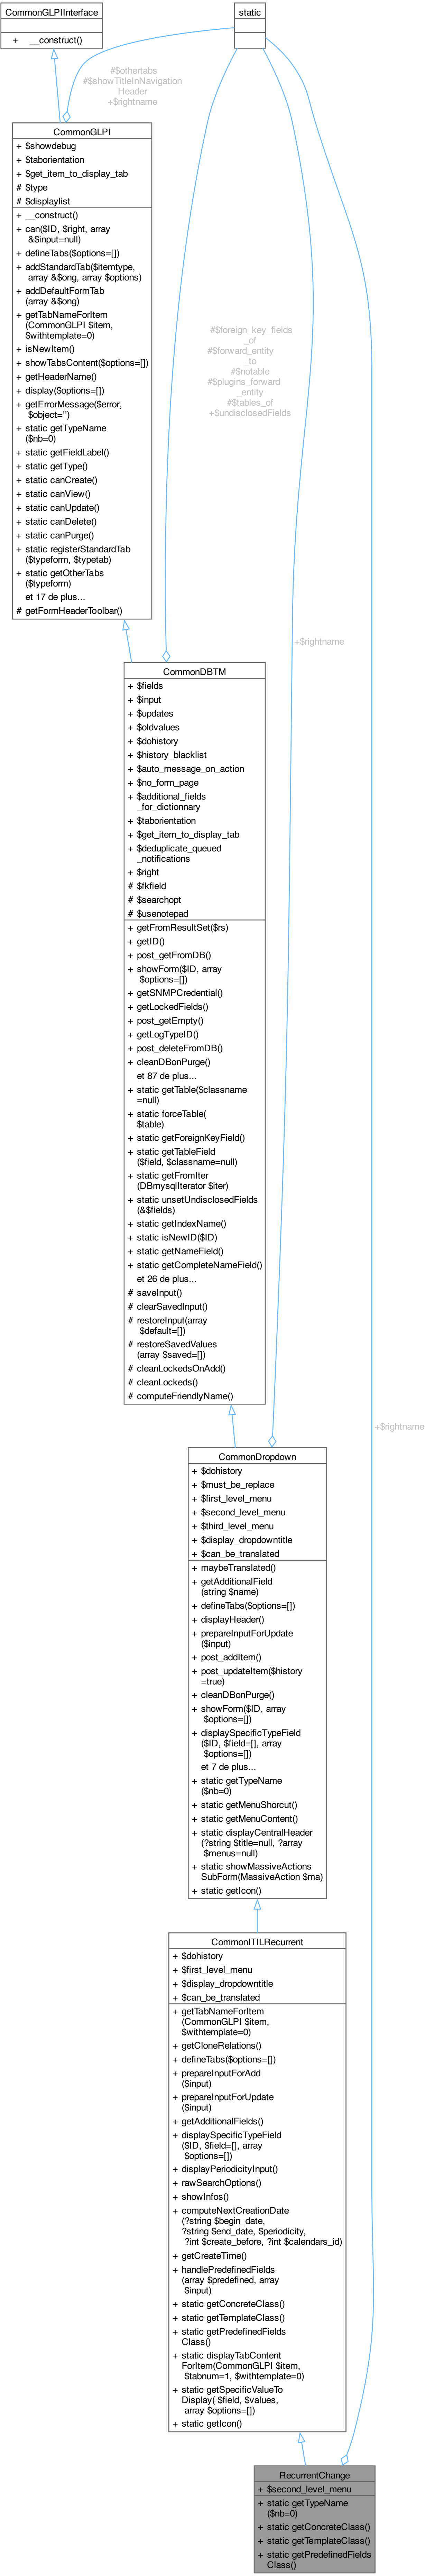 CommonGLPIInterface
static
+ __construct()
#$othertabs
#$showTitleInNavigation
Header
+$rightname
CommonGLPI
+ $showdebug
+ $taborientation
+ $get_item_to_display_tab
# $type
# $displaylist
+ __construct()
+ can($ID, $right, array
&$input=null)
+ defineTabs($options=[])
+ addStandardTab($itemtype,
array &$ong, array $options)
+ addDefaultFormTab
(array &$ong)
+ getTabNameForItem
(CommonGLPI $item,
$withtemplate=0)
+ isNewItem()
+ showTabsContent($options=[])
+ getHeaderName()
+ display($options=[])
+ getErrorMessage($error,
$object='')
+ static getTypeName
($nb=0)
+ static getFieldLabel()
+ static getType()
+ static canCreate()
+ static canView()
+ static canUpdate()
+ static canDelete()
+ static canPurge()
+ static registerStandardTab
($typeform, $typetab)
+ static getOtherTabs
($typeform)
et 17 de plus...
# getFormHeaderToolbar()
#$foreign_key_fields
_of
#$forward_entity
_to
#$notable
#$plugins_forward
_entity
#$tables_of
+$undisclosedFields
+$rightname
CommonDBTM
+ $fields
+ $input
+ $updates
+ $oldvalues
+ $dohistory
+ $history_blacklist
+ $auto_message_on_action
+ $no_form_page
+ $additional_fields
_for_dictionnary
+ $taborientation
+ $get_item_to_display_tab
+ $deduplicate_queued
_notifications
+ $right
# $fkfield
# $searchopt
# $usenotepad
+ getFromResultSet($rs)
+ getID()
+ post_getFromDB()
+ showForm($ID, array
$options=[])
+ getSNMPCredential()
+ getLockedFields()
+ post_getEmpty()
+ getLogTypeID()
+ post_deleteFromDB()
+ cleanDBonPurge()
et 87 de plus...
+ static getTable($classname
=null)
+ static forceTable(
$table)
+ static getForeignKeyField()
+ static getTableField
($field, $classname=null)
+ static getFromIter
(DBmysqlIterator $iter)
+ static unsetUndisclosedFields
(&$fields)
+ static getIndexName()
+ static isNewID($ID)
+ static getNameField()
+ static getCompleteNameField()
et 26 de plus...
# saveInput()
# clearSavedInput()
# restoreInput(array
$default=[])
# restoreSavedValues
(array $saved=[])
# cleanLockedsOnAdd()
# cleanLockeds()
# computeFriendlyName()
+$rightname
CommonDropdown
+ $dohistory
+ $must_be_replace
+ $first_level_menu
+ $second_level_menu
+ $third_level_menu
+ $display_dropdowntitle
+ $can_be_translated
+ maybeTranslated()
+ getAdditionalField
(string $name)
+ defineTabs($options=[])
+ displayHeader()
+ prepareInputForUpdate
($input)
+ post_addItem()
+ post_updateItem($history
=true)
+ cleanDBonPurge()
+ showForm($ID, array
$options=[])
+ displaySpecificTypeField
($ID, $field=[], array
$options=[])
et 7 de plus...
+ static getTypeName
($nb=0)
+ static getMenuShorcut()
+ static getMenuContent()
+ static displayCentralHeader
(?string $title=null, ?array
$menus=null)
+ static showMassiveActions
SubForm(MassiveAction $ma)
+ static getIcon()
CommonITILRecurrent
+ $dohistory
+ $first_level_menu
+ $display_dropdowntitle
+ $can_be_translated
+ getTabNameForItem
(CommonGLPI $item,
$withtemplate=0)
+ getCloneRelations()
+ defineTabs($options=[])
+ prepareInputForAdd
($input)
+ prepareInputForUpdate
($input)
+ getAdditionalFields()
+ displaySpecificTypeField
($ID, $field=[], array
$options=[])
+ displayPeriodicityInput()
+ rawSearchOptions()
+ showInfos()
+ computeNextCreationDate
(?string $begin_date,
?string $end_date, $periodicity,
?int $create_before, ?int $calendars_id)
+ getCreateTime()
+ handlePredefinedFields
(array $predefined, array
$input)
+ static getConcreteClass()
+ static getTemplateClass()
+ static getPredefinedFields
Class()
+ static displayTabContent
ForItem(CommonGLPI $item,
$tabnum=1, $withtemplate=0)
+ static getSpecificValueTo
Display( $field, $values,
array $options=[])
+ static getIcon()
RecurrentChange
+ $second_level_menu
+ static getTypeName
($nb=0)
+ static getConcreteClass()
+ static getTemplateClass()
+ static getPredefinedFields
Class()